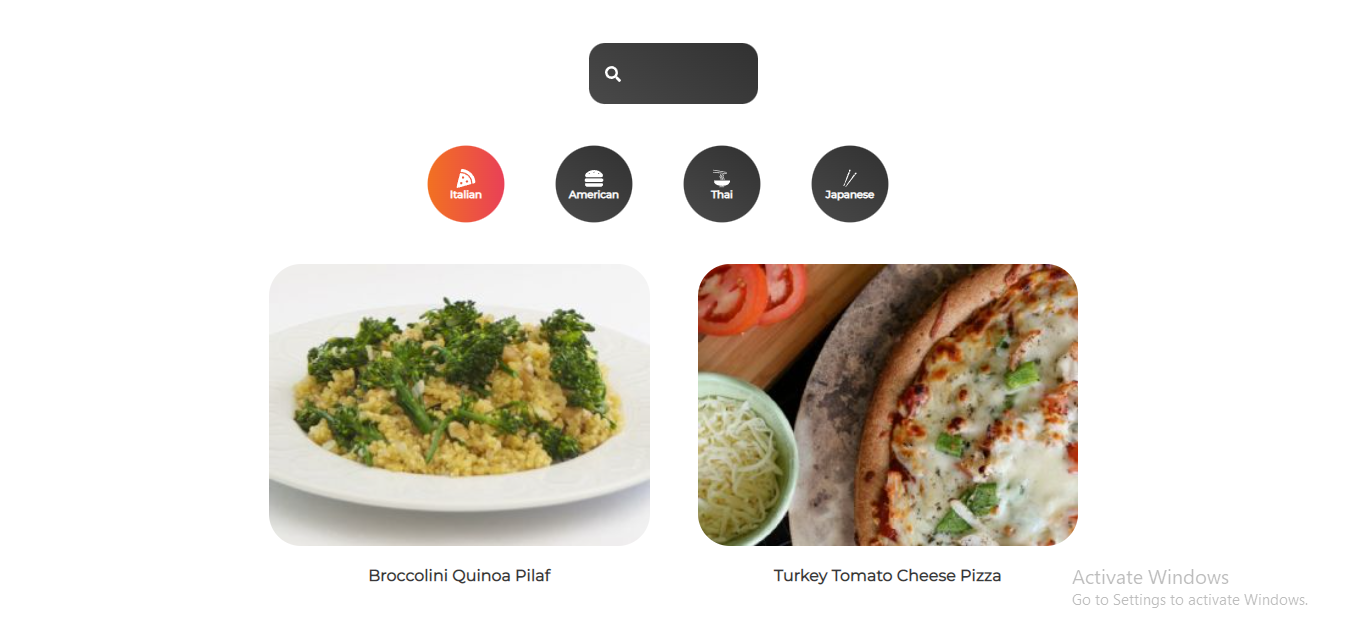 Italian
American
Thai
Japanese
Broccolini Quinoa Pilaf
Turkey Tomato Cheese Pizza
Activate Windows
Go to Settings to activate Windows.